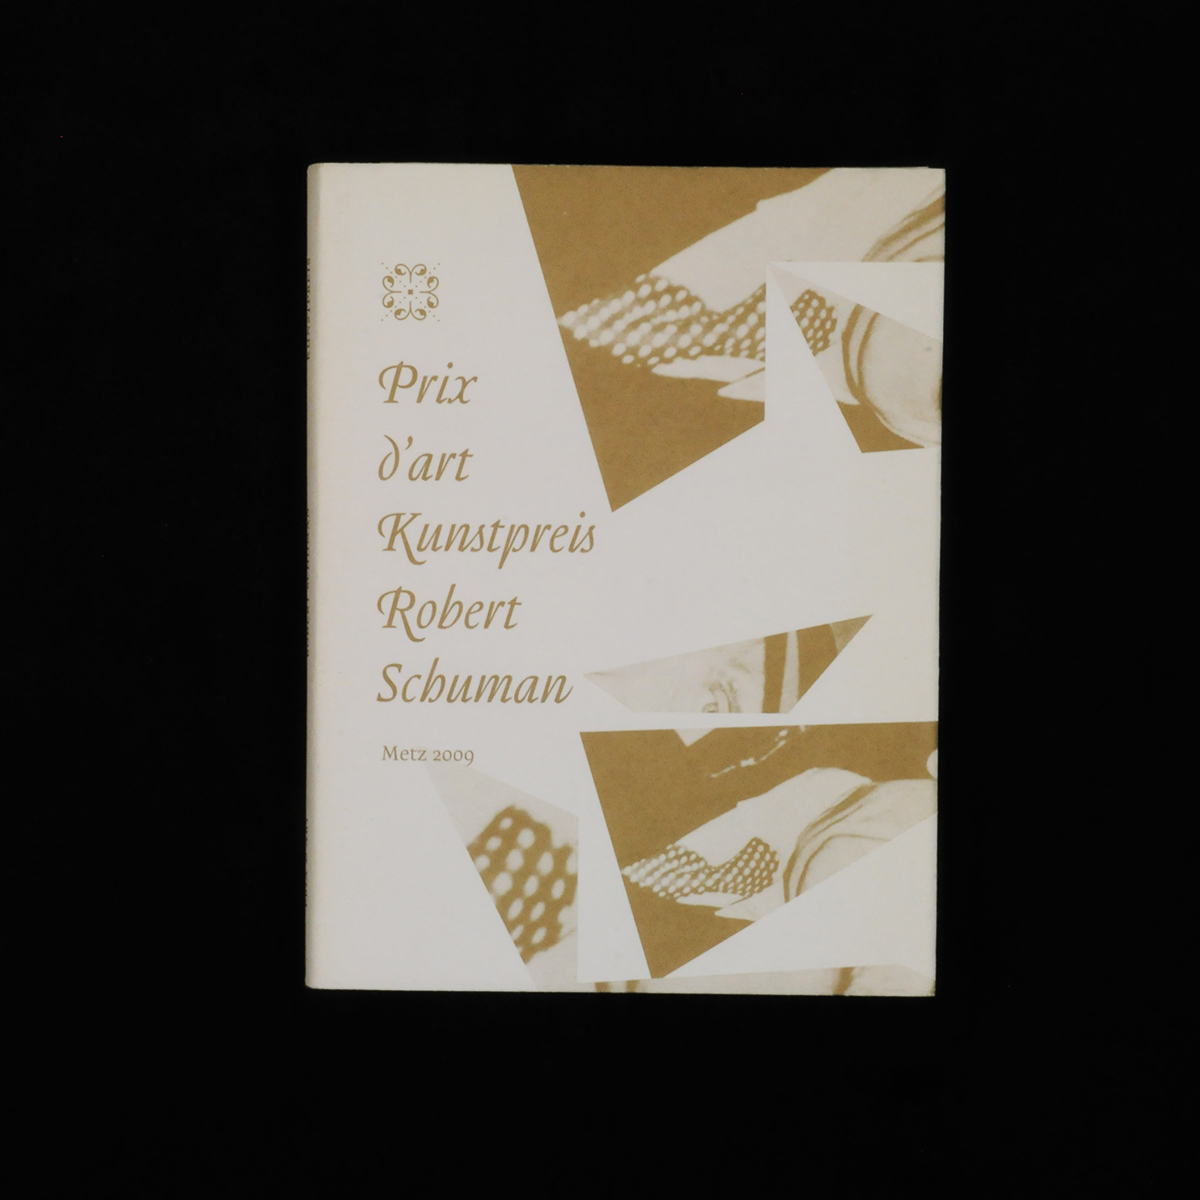 Prix
d'art
Kunstpreis
Robert
Schuman
Metz 2009